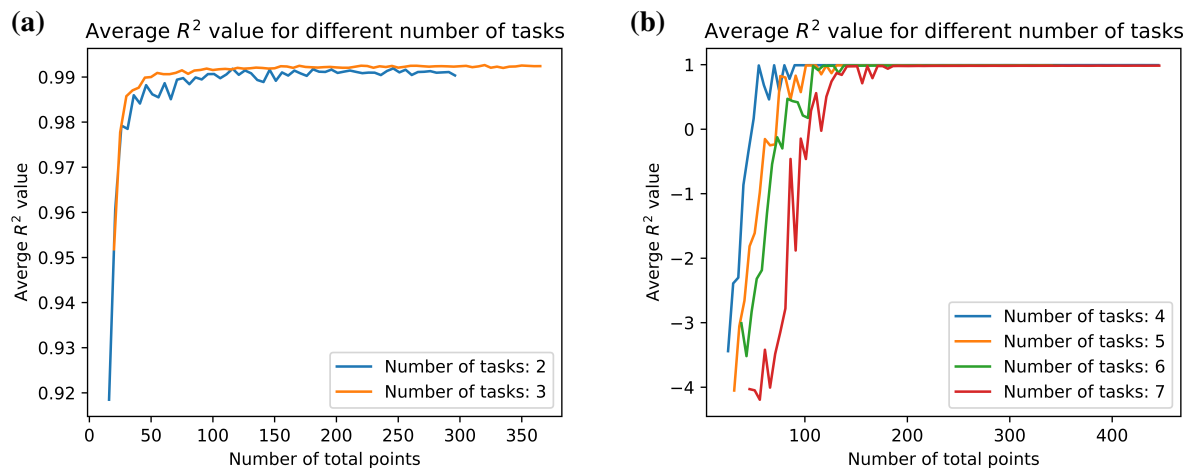 (a)
Average R² value for different number of tasks
0.99
0.98
0.97
0.96
0.95
0.94
0.93
0.92
Averge R² value
0
50
100
150
200
250
300
350
Number of total points
Number of tasks: 2
Number of tasks: 3
(b)
Average R² value for different number of tasks
1
0
−1
−2
−3
−4
Averge R² value
100
200
300
400
Number of total points
Number of tasks: 4
Number of tasks: 5
Number of tasks: 6
Number of tasks: 7